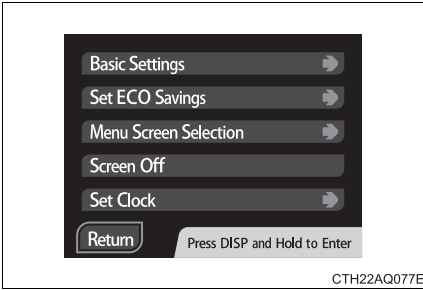 Basic Settings
Set ECO Savings
Menu Screen Selection
Screen Off
Set Clock
Return
Press DISP and Hold to Enter
CTH22AQ077E